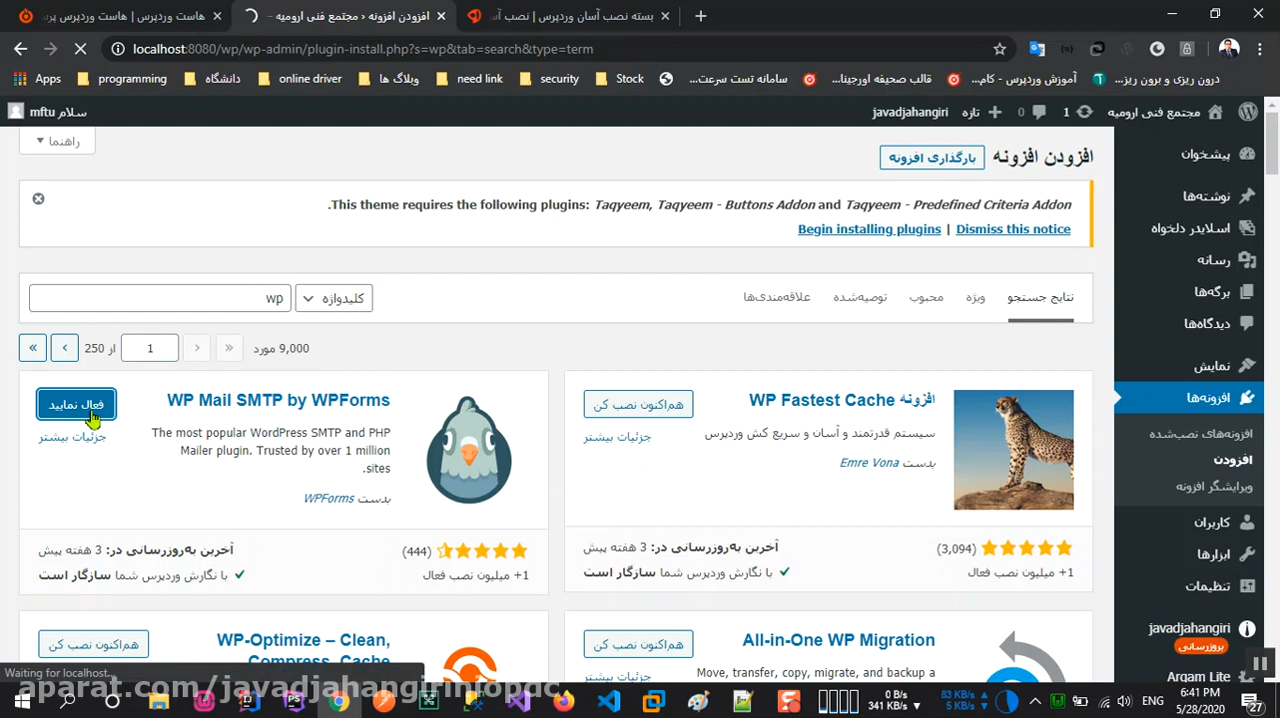 هاست وردپرس | هاست وردپرس پرس
افزودن افزونه ‹ مجتمع فنی ارومیه —
بسته نصب آسان وردپرس | نصب آس
localhost:8080/wp/wp-admin/plugin-install.php?s=wp&tab=search&type=term
Apps
programming
دانشگاه
online driver
وبلاگ ها
need link
security
Stock
سامانه تست سرعت...
قالب صحیفه اورجینا...
آموزش وردپرس - کام...
درون ریزی و برون ریز...
مجتمع فنی ارومیه
1
0
تازه
javadjahangiri
سلام mftu
راهنما
افزودن افزونه
بارگذاری افزونه
This theme requires the following plugins: Taqyeem, Taqyeem - Buttons Addon and Taqyeem - Predefined Criteria Addon.
Begin installing plugins | Dismiss this notice
نتایج جستجو
ویژه
محبوب
توصیه‌شده
علاقه‌مندی‌ها
کلیدواژه
wp
9,000 مورد
« ‹ 1 از 250 › »
افزونه WP Fastest Cache
هم‌اکنون نصب کن
جزئیات بیشتر
سیستم قدرتمند و آسان و سریع کش وردپرس
بدست Emre Vona
(3,094)
آخرین به‌روزرسانی در: 3 هفته پیش
1+ میلیون نصب فعال
با نگارش وردپرس شما سازگار است
WP Mail SMTP by WPForms
فعال نمایید
جزئیات بیشتر
The most popular WordPress SMTP and PHP
Mailer plugin. Trusted by over 1 million
sites.
بدست WPForms
(444)
آخرین به‌روزرسانی در: 3 هفته پیش
1+ میلیون نصب فعال
با نگارش وردپرس شما سازگار است
All-in-One WP Migration
هم‌اکنون نصب کن
جزئیات بیشتر
Move, transfer, copy, migrate, and backup a
WP-Optimize – Clean,
Compress, Cache
هم‌اکنون نصب کن
پیشخوان
نوشته‌ها
اسلایدر دلخواه
رسانه
برگه‌ها
دیدگاه‌ها
نمایش
افزونه‌ها
افزونه‌های نصب‌شده
افزودن
ویرایشگر افزونه
کاربران
ابزارها
تنظیمات
javadjahangiri
بروزرسانی
Arqam Lite
Waiting for localhost...
aparat.com/javadjahangiriniopdc
0 B/s
341 KB/s
83 KB/s
5 KB/s
ENG
6:41 PM
5/28/2020
27